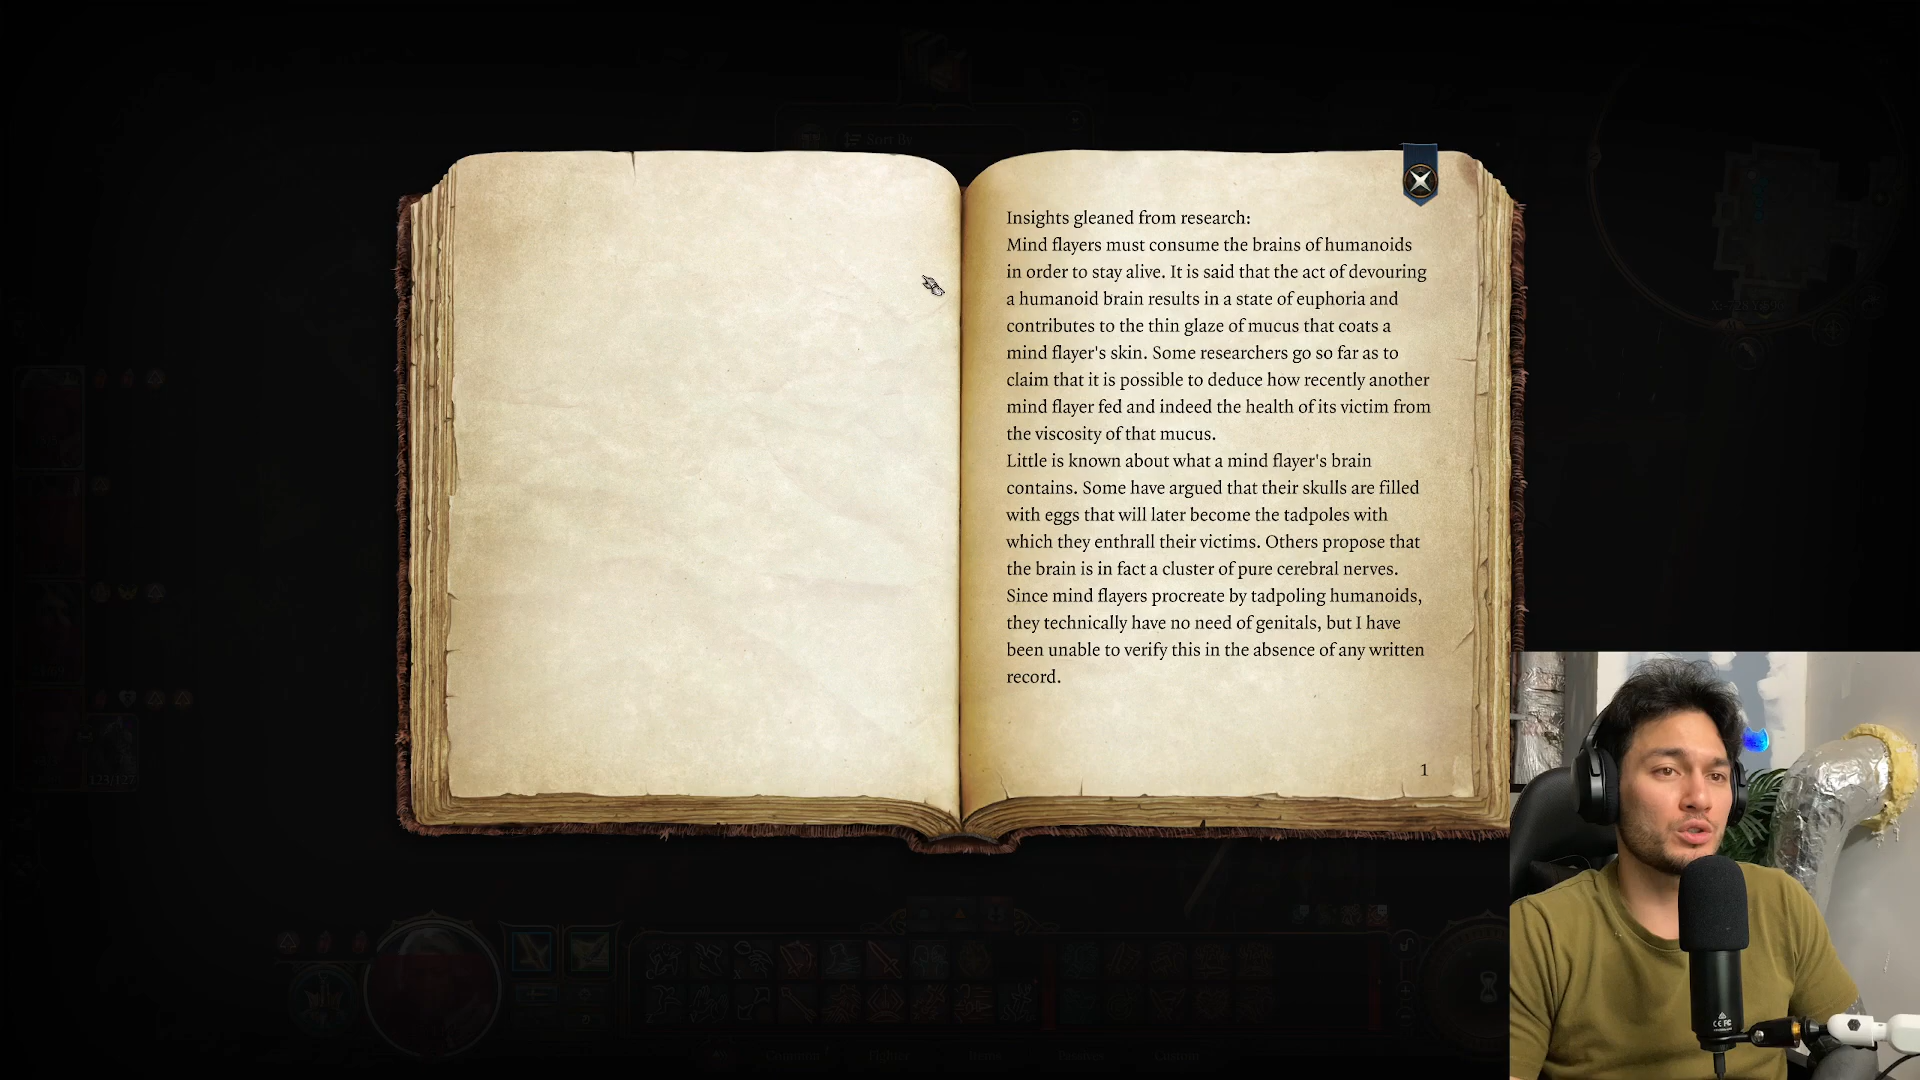 Sort By
Insights gleaned from research:
Mind flayers must consume the brains of humanoids
in order to stay alive. It is said that the act of devouring
a humanoid brain results in a state of euphoria and
contributes to the thin glaze of mucus that coats a
mind flayer's skin. Some researchers go so far as to
claim that it is possible to deduce how recently another
mind flayer fed and indeed the health of its victim from
the viscosity of that mucus.
Little is known about what a mind flayer's brain
contains. Some have argued that their skulls are filled
with eggs that will later become the tadpoles with
which they enthrall their victims. Others propose that
the brain is in fact a cluster of pure cerebral nerves.
Since mind flayers procreate by tadpoling humanoids,
they technically have no need of genitals, but I have
been unable to verify this in the absence of any written
record.
1
Common Fighter Items Passives Custom